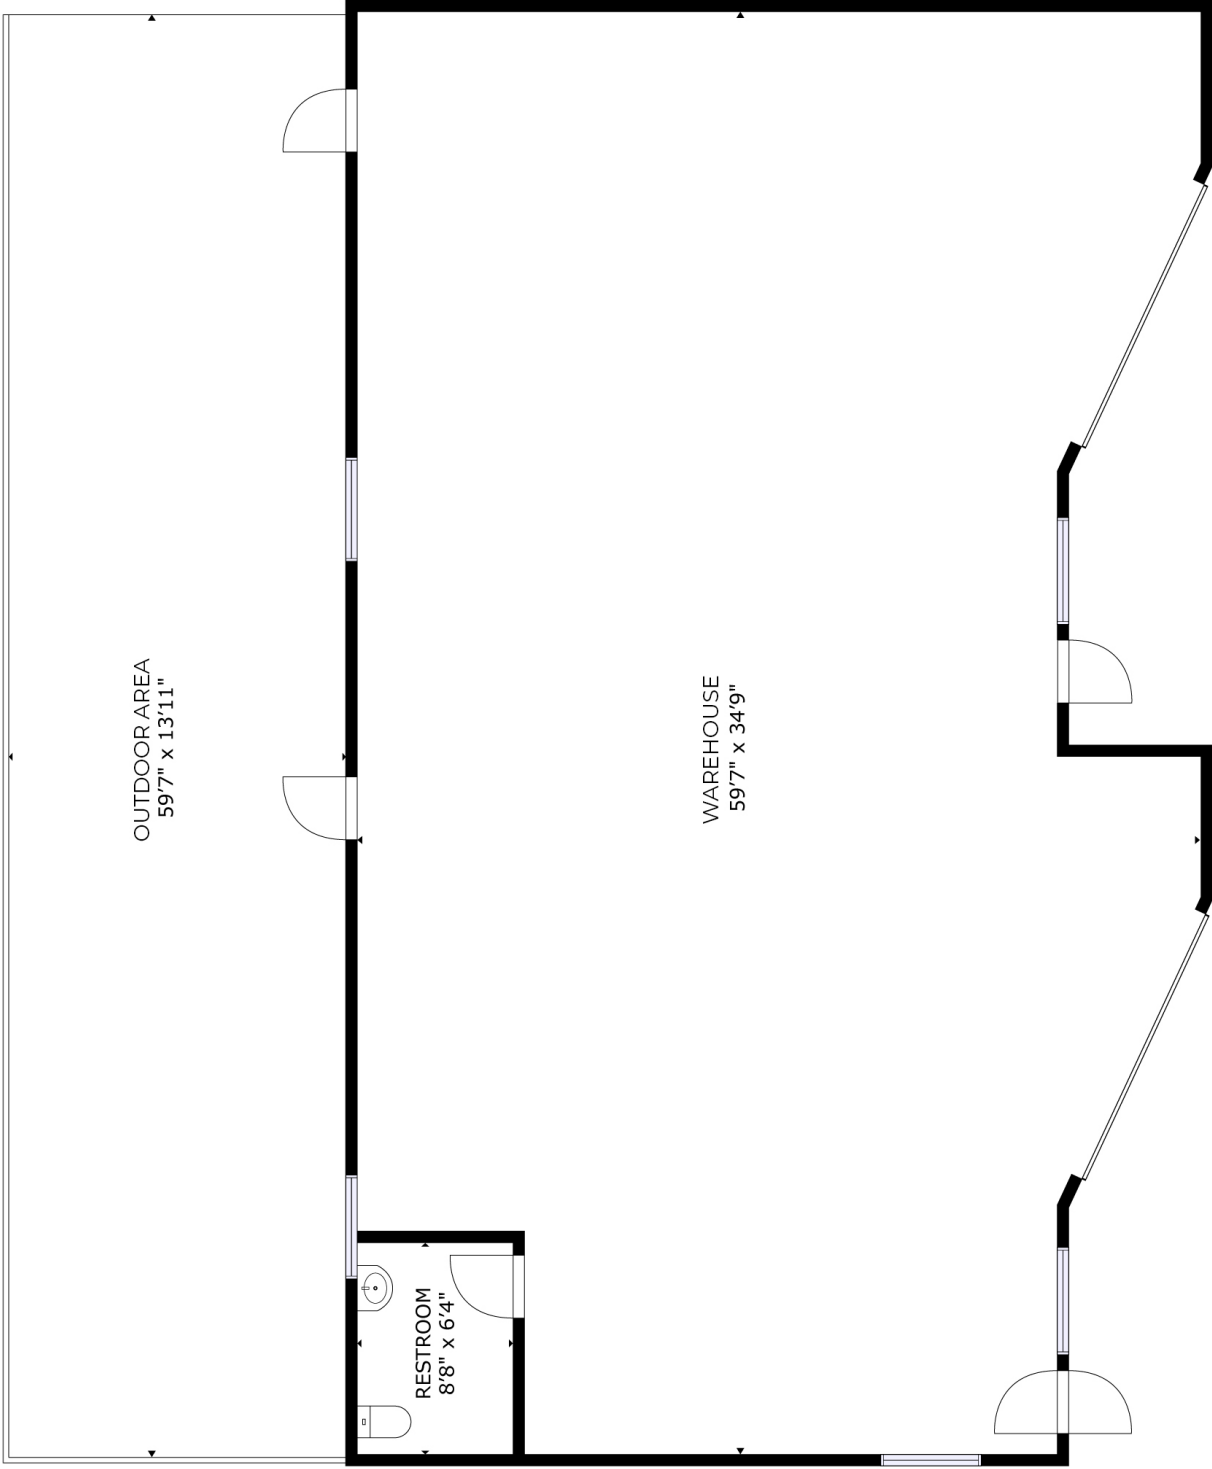 OUTDOOR AREA
59'7" x 13'11"
WAREHOUSE
59'7" x 34'9"
RESTROOM
8'8" x 6'4"